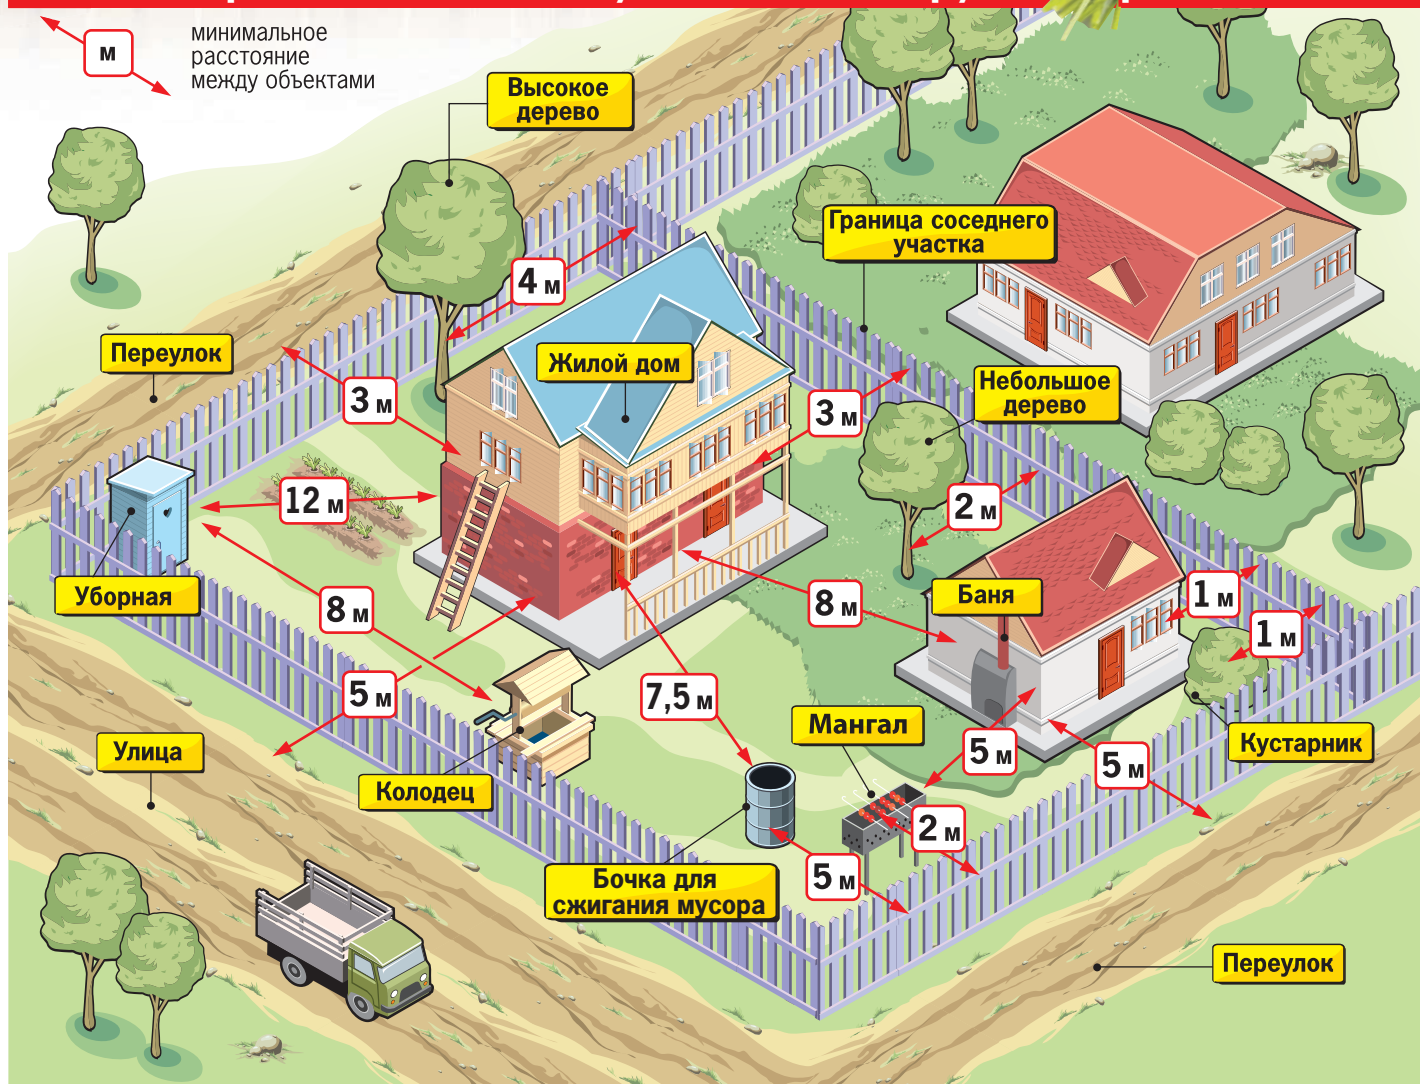 м
минимальное
расстояние
между объектами
Высокое
дерево
Граница соседнего
участка
4 м
Переулок
Жилой дом
3 м
3 м
Небольшое
дерево
12 м
2 м
Уборная
8 м
8 м
Баня
1 м
1 м
5 м
7,5 м
Мангал
Улица
Колодец
5 м
5 м
Кустарник
2 м
5 м
Бочка для
сжигания мусора
Переулок